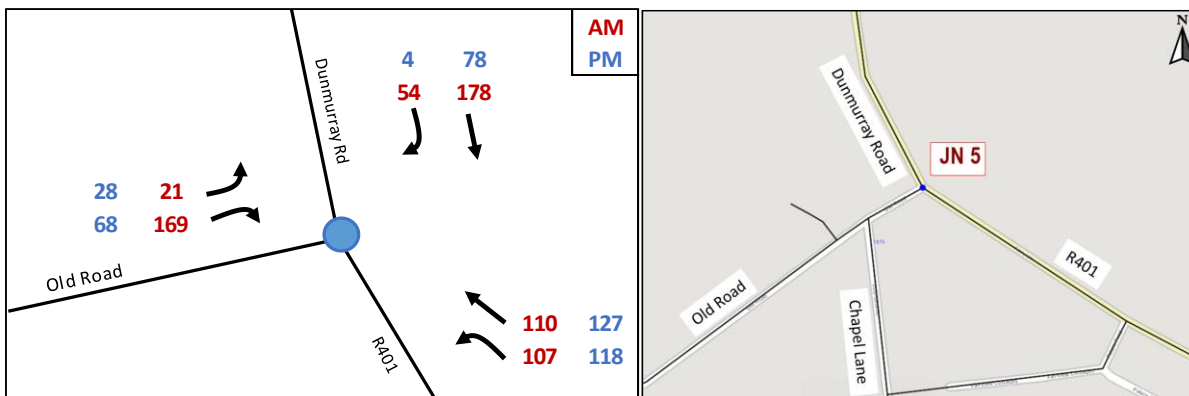 AM
PM
4 78
54 178
Dunmurray Rd
28 21
68 169
Old Road
110 127
107 118
R401
N
Dunmurray Road
JN 5
R401
Old Road
Chapel Lane